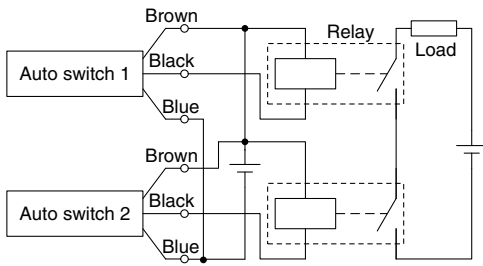 Brown
Relay
Load
Black
Auto switch 1
Blue
Brown
Black
Auto switch 2
Blue